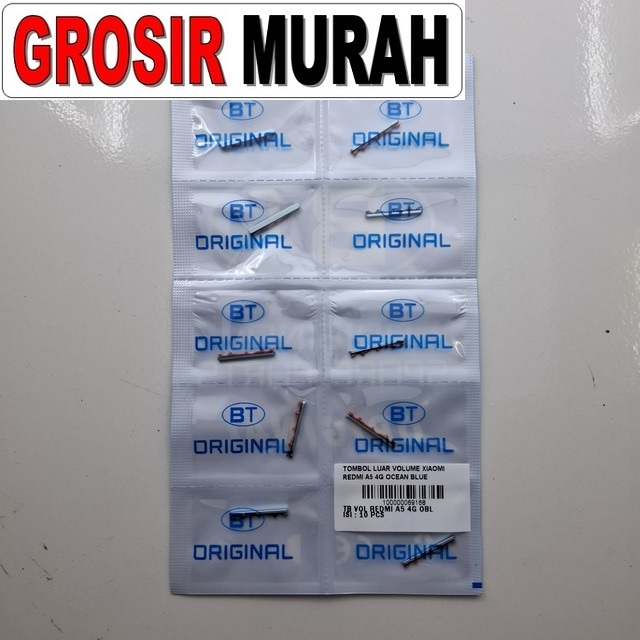 GROSIR MURAH
BT
ORIGINAL
BT
ORIGINAL
BT
ORIGINAL
BT
ORIGINAL
BT
ORIGINAL
BT
ORIGINAL
BT
ORIGINAL
BT
ORIGINAL
TOMBOL LUAR VOLUME XIAOMI
REDMI A5 4G OCEAN BLUE
100000069168
TB VOL REDMI A5 4G OBL
ISI : 10 PCS
BT
ORIGINAL
ORIGINAL